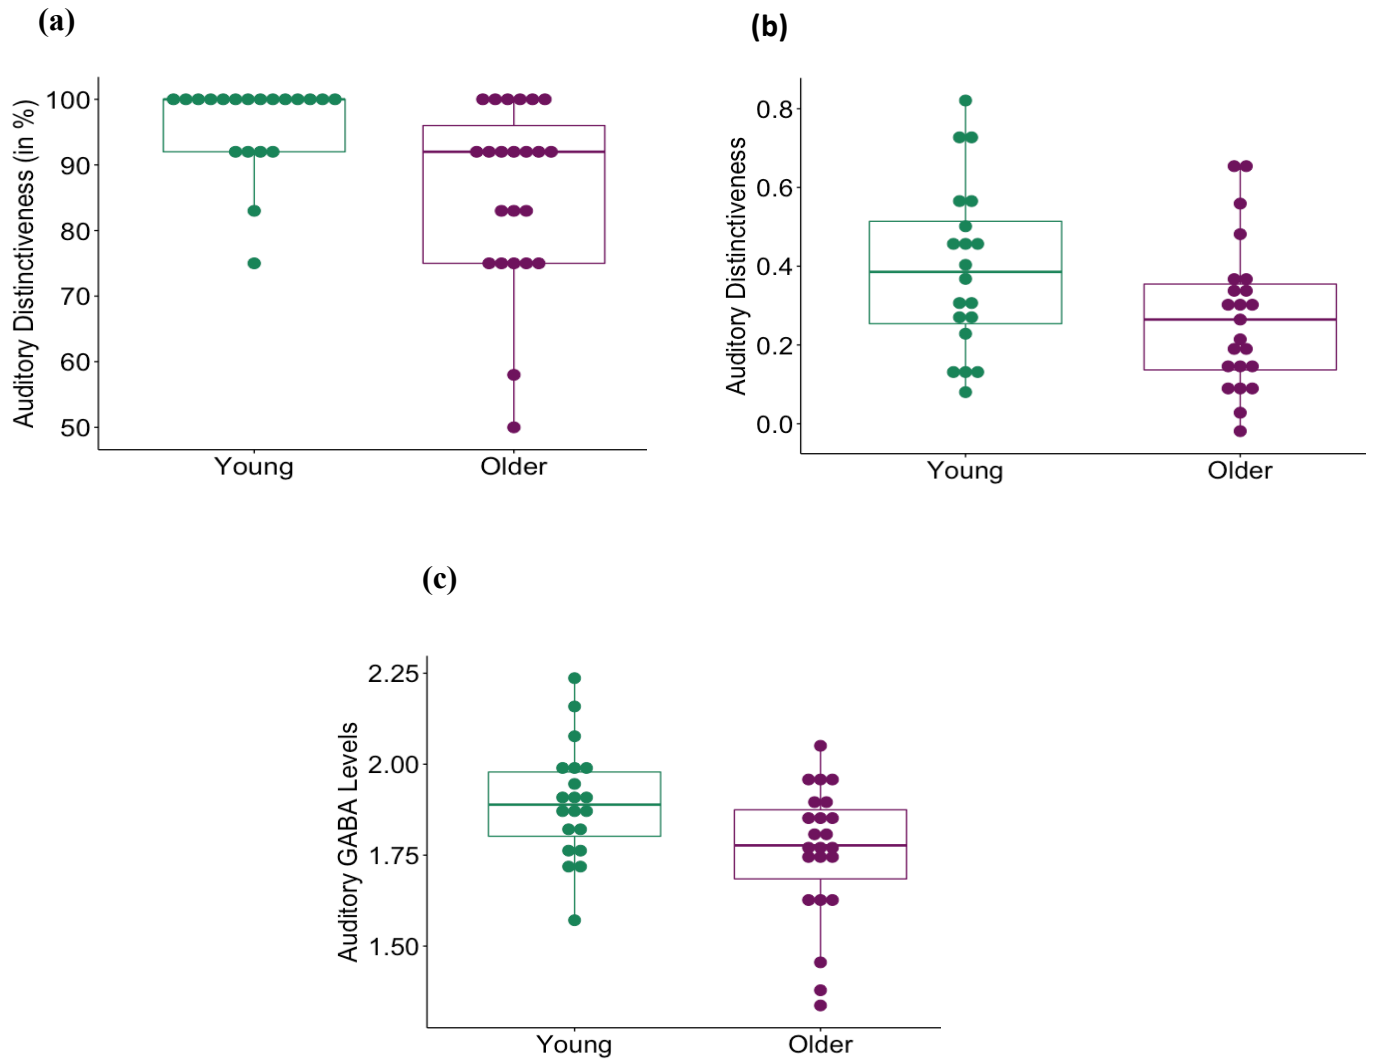 (a)
Auditory Distinctiveness (in %)
100
90
80
70
60
50
Young
Older
(b)
Auditory Distinctiveness
0.8
0.6
0.4
0.2
0.0
Young
Older
(c)
Auditory GABA Levels
2.25
2.00
1.75
1.50
Young
Older